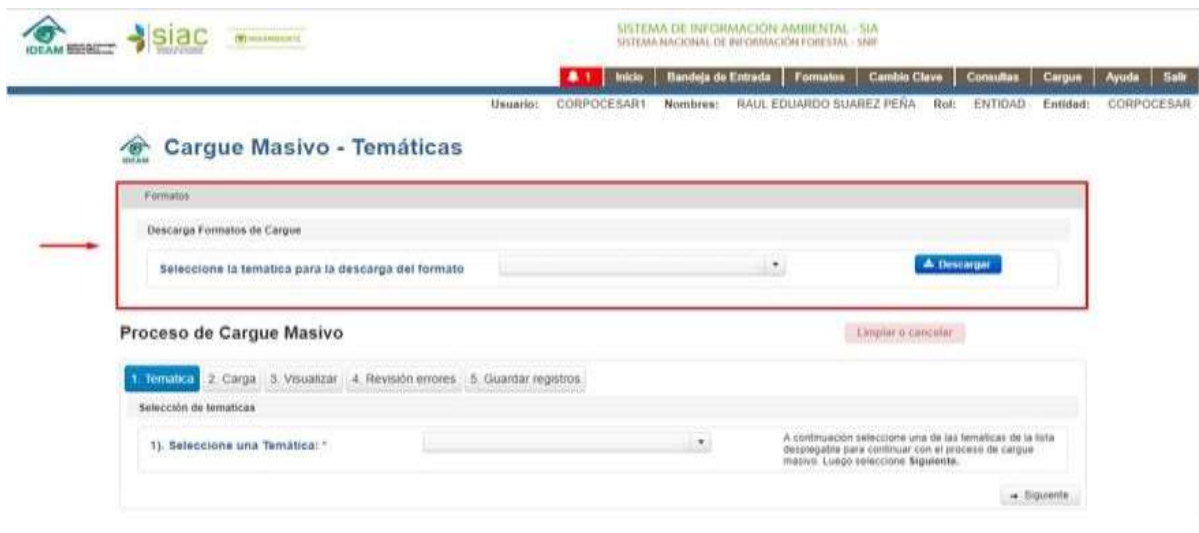 IDEAM
siac
MINAMBIENTE
SISTEMA DE INFORMACIÓN AMBIENTAL - SIA
SISTEMA NACIONAL DE INFORMACIÓN FORESTAL - SNIF
1 Inicio Bandeja de Entrada Formatos Cambio Clave Consultas Cargue Ayuda Salir
Usuario: CORPOCESAR1 Nombres: RAUL EDUARDO SUAREZ PEÑA Rol: ENTIDAD Entidad: CORPOCESAR
IDEAM
Cargue Masivo - Temáticas
Formatos
Descarga Formatos de Cargue
Seleccione la tematica para la descarga del formato
Descargar
Proceso de Cargue Masivo
Limpiar o cancelar
1. Tematica 2. Carga 3. Visualizar 4. Revisión errores 5. Guardar registros
Selección de tematicas
1). Seleccione una Temática: *
A continuación seleccione una de las tematicas de la lista
desplegable para continuar con el proceso de cargue
masivo. Luego seleccione Siguiente.
Siguiente